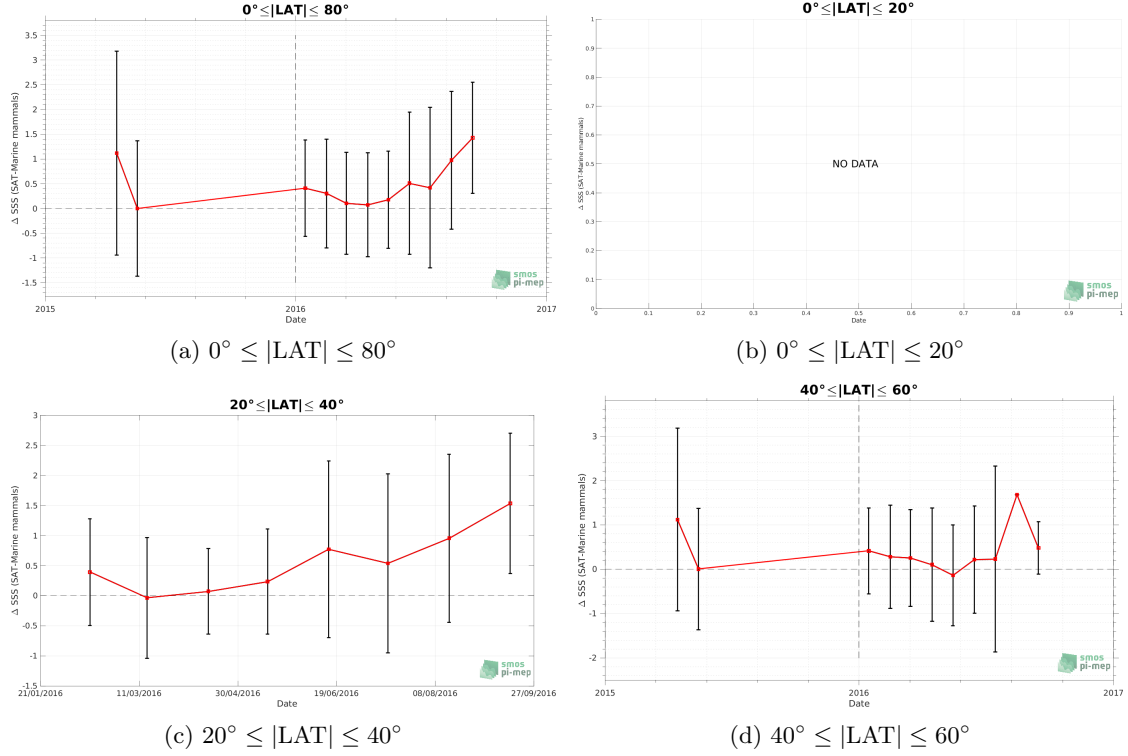 0°≤|LAT|≤ 80°
3.5
3
2.5
2
1.5
1
0.5
0
-0.5
-1
-1.5
Δ SSS (SAT-Marine mammals)
2015
2016
2017
Date
smos
pi-mep
(a) 0° ≤ |LAT| ≤ 80°
0°≤|LAT|≤ 20°
1
0.9
0.8
0.7
0.6
0.5
0.4
0.3
0.2
0.1
0
Δ SSS (SAT-Marine mammals)
NO DATA
0 0.1 0.2 0.3 0.4 0.5 0.6 0.7 0.8 0.9 1
Date
smos
pi-mep
(b) 0° ≤ |LAT| ≤ 20°
20°≤|LAT|≤ 40°
3
2.5
2
1.5
1
0.5
0
-0.5
-1
-1.5
Δ SSS (SAT-Marine mammals)
21/01/2016 11/03/2016 30/04/2016 19/06/2016 08/08/2016 27/09/2016
Date
smos
pi-mep
(c) 20° ≤ |LAT| ≤ 40°
40°≤|LAT|≤ 60°
3
2
1
0
-1
-2
Δ SSS (SAT-Marine mammals)
2015 2016 2017
Date
smos
pi-mep
(d) 40° ≤ |LAT| ≤ 60°